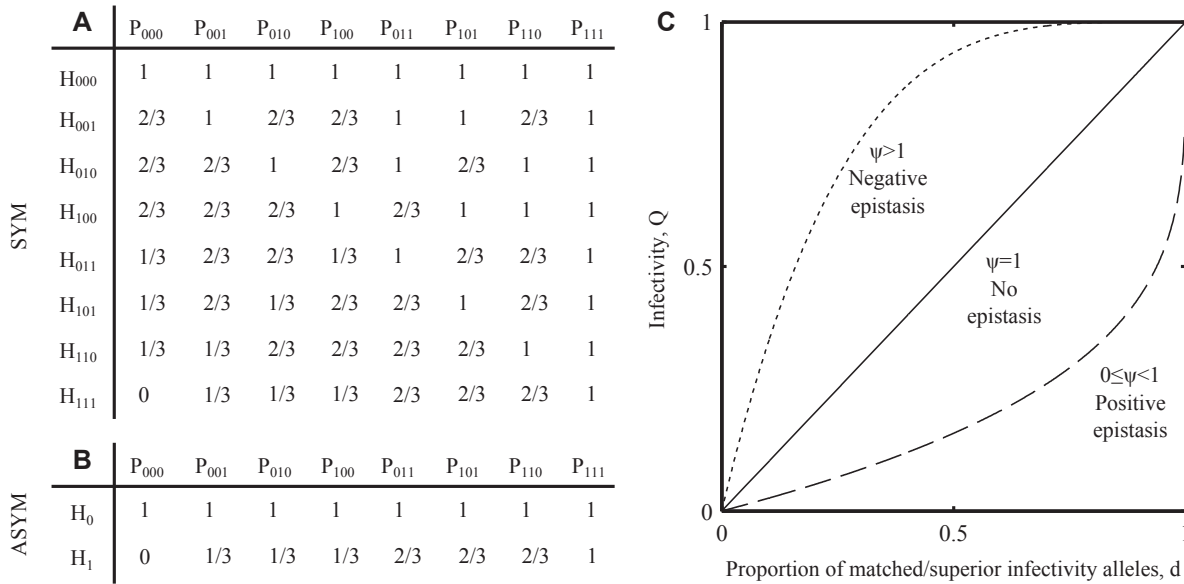 A P₀₀₀ P₀₀₁ P₀₁₀ P₁₀₀ P₀₁₁ P₁₀₁ P₁₁₀ P₁₁₁
SYM
H₀₀₀ 1 1 1 1 1 1 1 1
H₀₀₁ 2/3 1 2/3 2/3 1 1 2/3 1
H₀₁₀ 2/3 2/3 1 2/3 1 2/3 1 1
H₁₀₀ 2/3 2/3 2/3 1 2/3 1 1 1
H₀₁₁ 1/3 2/3 2/3 1/3 1 2/3 2/3 1
H₁₀₁ 1/3 2/3 1/3 2/3 2/3 1 2/3 1
H₁₁₀ 1/3 1/3 2/3 2/3 2/3 2/3 1 1
H₁₁₁ 0 1/3 1/3 1/3 2/3 2/3 2/3 1
B P₀₀₀ P₀₀₁ P₀₁₀ P₁₀₀ P₀₁₁ P₁₀₁ P₁₁₀ P₁₁₁
ASYM
H₀ 1 1 1 1 1 1 1 1
H₁ 0 1/3 1/3 1/3 2/3 2/3 2/3 1
C
1
0.5
0
Infectivity, Q
ψ>1
Negative
epistasis
ψ=1
No
epistasis
0≤ψ<1
Positive
epistasis
0 0.5 1
Proportion of matched/superior infectivity alleles, d